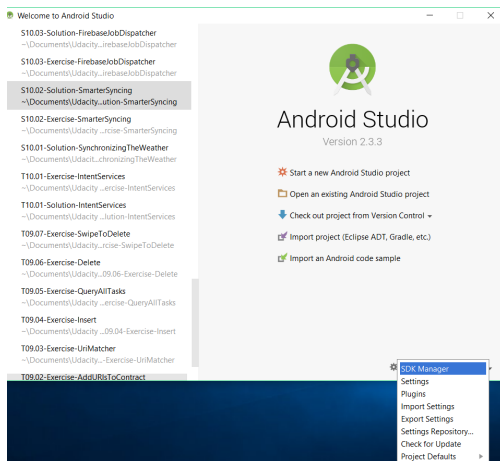 Welcome to Android Studio
S10.03-Solution-FirebaseJobDispatcher
~\Documents\Udacity...irebaseJobDispatcher
S10.03-Exercise-FirebaseJobDispatcher
~\Documents\Udacity...irebaseJobDispatcher
S10.02-Solution-SmarterSyncing
~\Documents\Udacity...ution-SmarterSyncing
S10.02-Exercise-SmarterSyncing
~\Documents\Udacity ...rcise-SmarterSyncing
S10.01-Solution-SynchronizingTheWeather
~\Documents\Udacit...chronizingTheWeather
T10.01-Exercise-IntentServices
~\Documents\Udacity ...ercise-IntentServices
T10.01-Solution-IntentServices
~\Documents\Udacity ...lution-IntentServices
T09.07-Exercise-SwipeToDelete
~\Documents\Udacity...rcise-SwipeToDelete
T09.06-Exercise-Delete
~\Documents\Udacity...09.06-Exercise-Delete
T09.05-Exercise-QueryAllTasks
~\Documents\Udacity ...ercise-QueryAllTasks
T09.04-Exercise-Insert
~\Documents\Udacity ...09.04-Exercise-Insert
T09.03-Exercise-UriMatcher
~\Documents\Udacity...-Exercise-UriMatcher
T09.02-Exercise-AddURIsToContract
Android Studio
Version 2.3.3
Start a new Android Studio project
Open an existing Android Studio project
Check out project from Version Control
Import project (Eclipse ADT, Gradle, etc.)
Import an Android code sample
SDK Manager
Settings
Plugins
Import Settings
Export Settings
Settings Repository...
Check for Update
Project Defaults